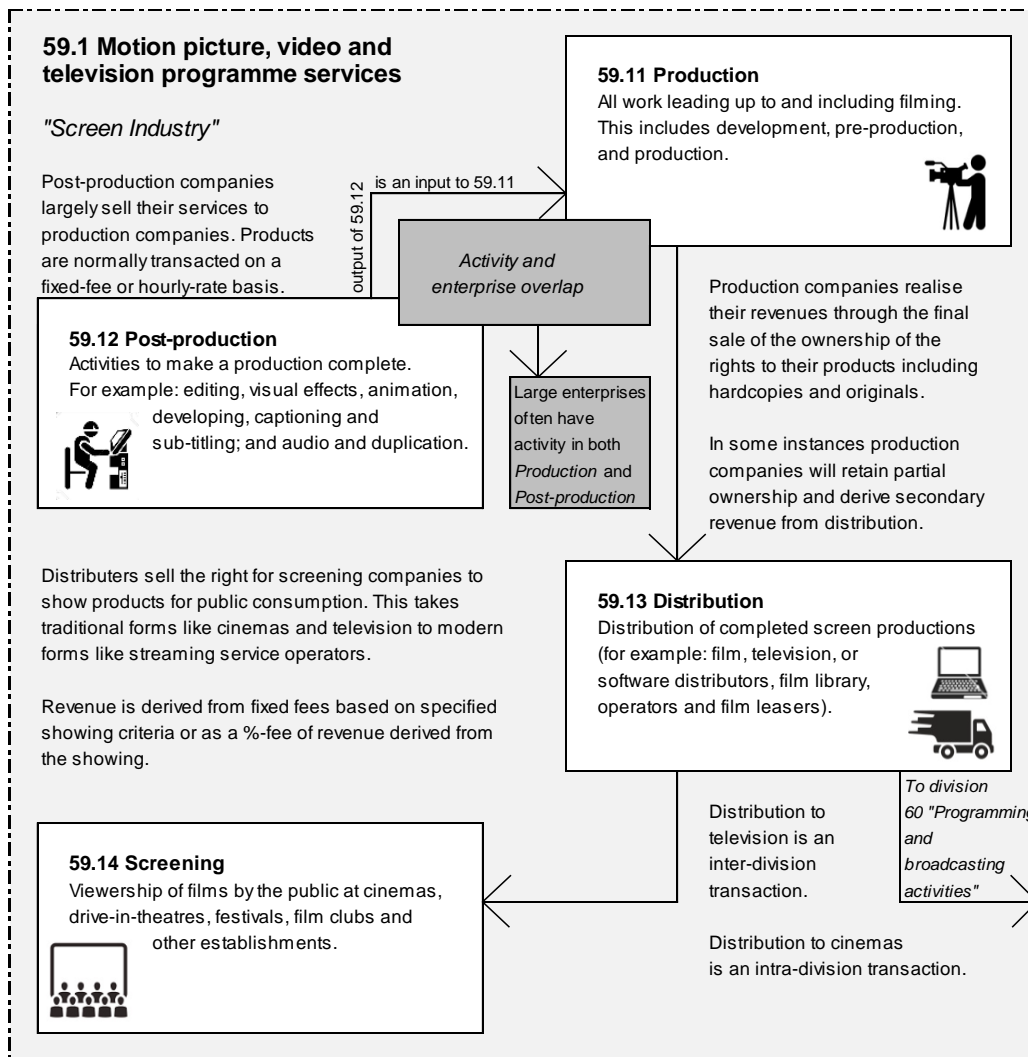 59.1 Motion picture, video and
television programme services
"Screen Industry"
Post-production companies
largely sell their services to
production companies. Products
are normally transacted on a
fixed-fee or hourly-rate basis.
output of 59.12
is an input to 59.11
59.11 Production
All work leading up to and including filming.
This includes development, pre-production,
and production.
Activity and
enterprise overlap
59.12 Post-production
Activities to make a production complete.
For example: editing, visual effects, animation,
developing, captioning and
sub-titling; and audio and duplication.
Large enterprises
often have
activity in both
Production and
Post-production
Production companies realise
their revenues through the final
sale of the ownership of the
rights to their products including
hardcopies and originals.
In some instances production
companies will retain partial
ownership and derive secondary
revenue from distribution.
Distributers sell the right for screening companies to
show products for public consumption. This takes
traditional forms like cinemas and television to modern
forms like streaming service operators.
Revenue is derived from fixed fees based on specified
showing criteria or as a %-fee of revenue derived from
the showing.
59.13 Distribution
Distribution of completed screen productions
(for example: film, television, or
software distributors, film library,
operators and film leasers).
59.14 Screening
Viewership of films by the public at cinemas,
drive-in-theatres, festivals, film clubs and
other establishments.
Distribution to
television is an
inter-division
transaction.
To division
60 "Programming
and
broadcasting
activities"
Distribution to cinemas
is an intra-division transaction.